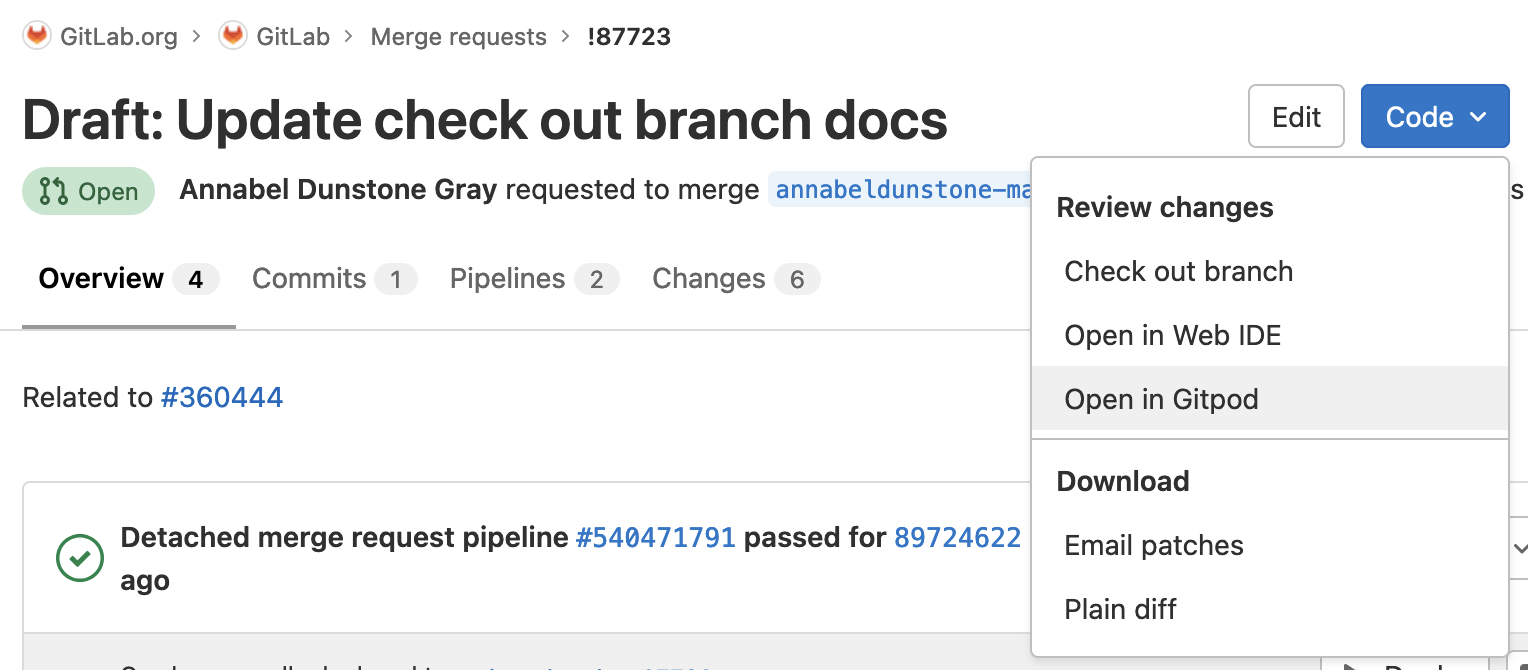 GitLab.org > GitLab > Merge requests > !87723
Draft: Update check out branch docs
Edit
Code
Open
Annabel Dunstone Gray requested to merge
Overview 4
Commits 1
Pipelines 2
Changes 6
Review changes
Check out branch
Open in Web IDE
Open in Gitpod
Download
Email patches
Plain diff
Related to #360444
Detached merge request pipeline #540471791 passed for 89724622
ago